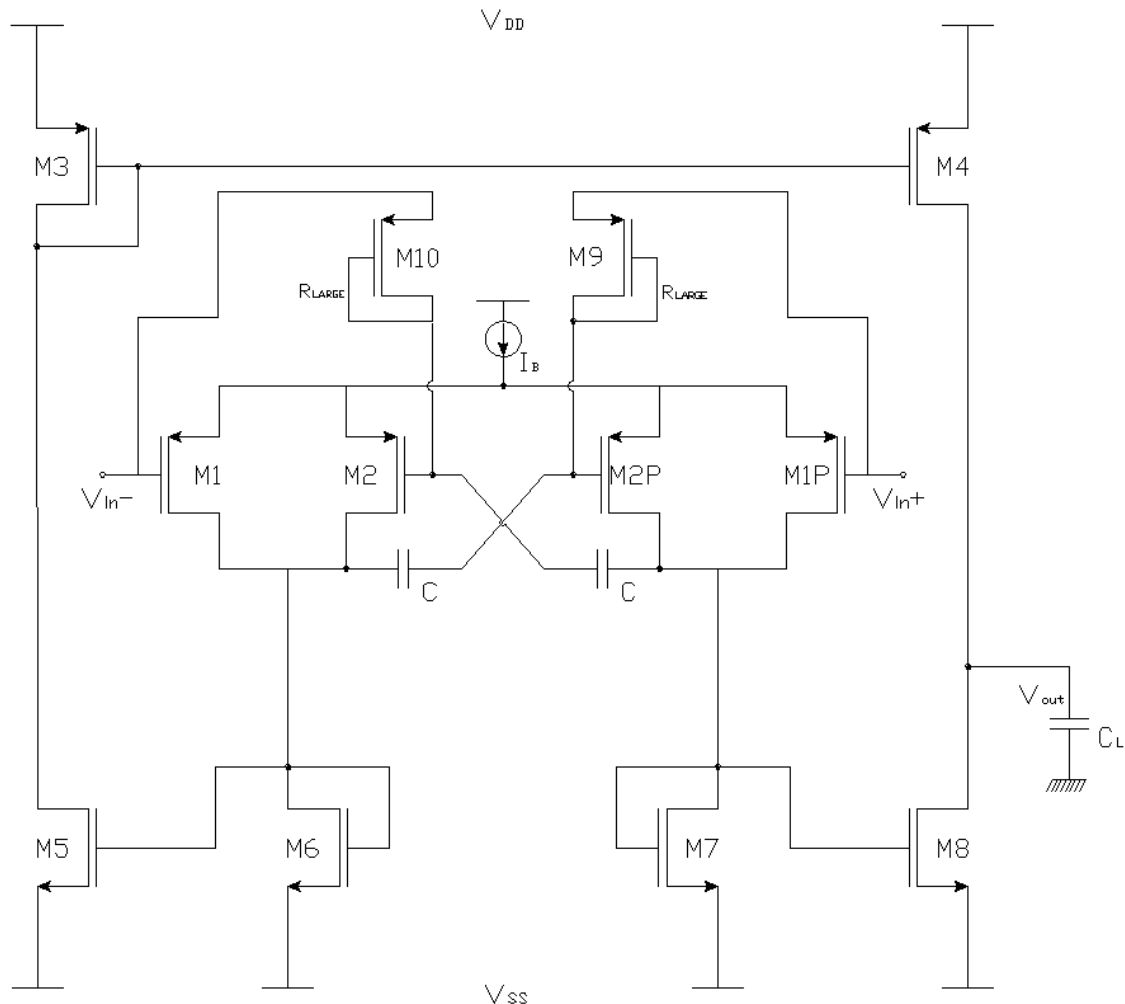 VDD
M3
M4
M10
M9
RLARGE
RLARGE
IB
M1
M2
M2P
M1P
VIn-
VIn+
C
C
Vout
CL
M5
M6
M7
M8
VSS